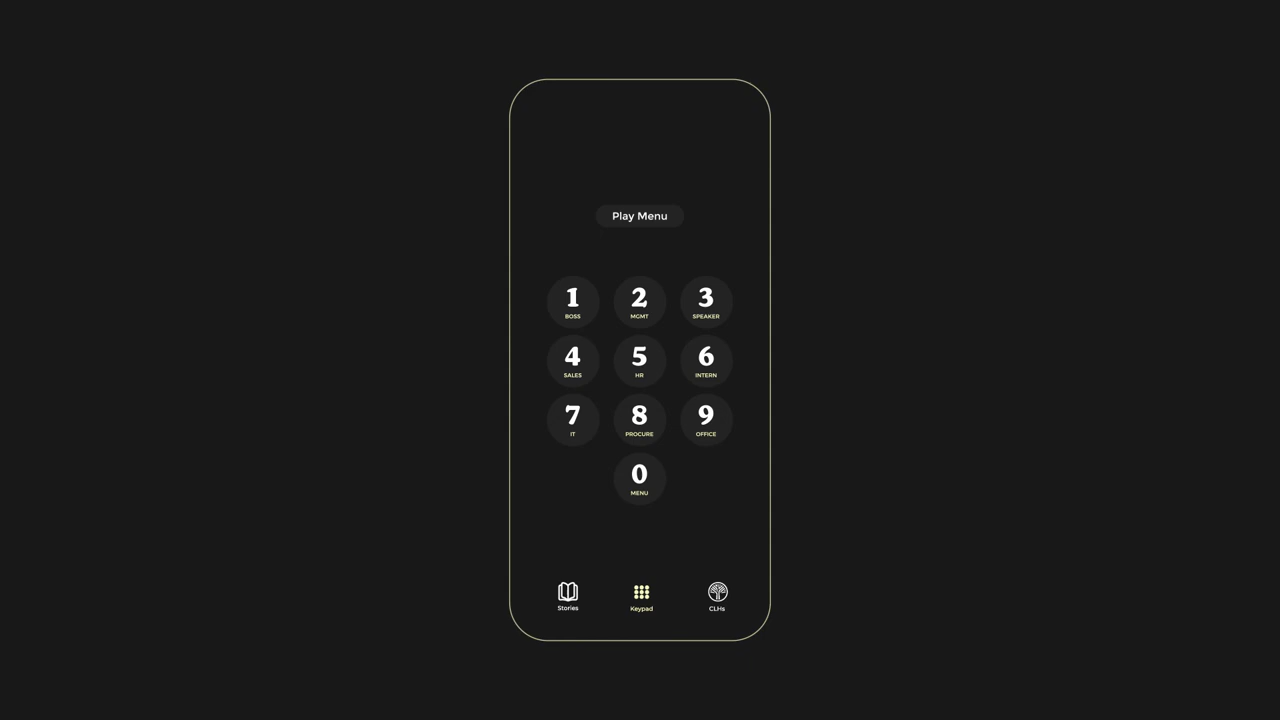 Play Menu
1 2 3
BOSS MGMT SPEAKER
4 5 6
SALES HR INTERN
7 8 9
IT PROCURE OFFICE
0
MENU
Stories Keypad CLHs